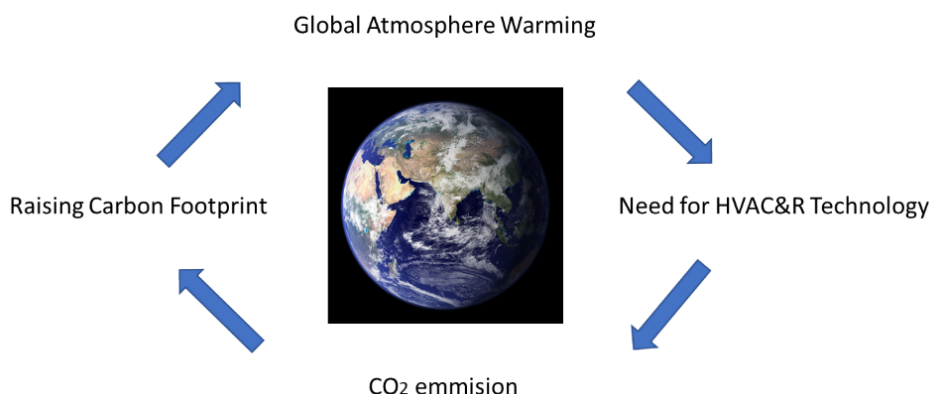 Global Atmosphere Warming
Raising Carbon Footprint
Need for HVAC&R Technology
CO2 emmision